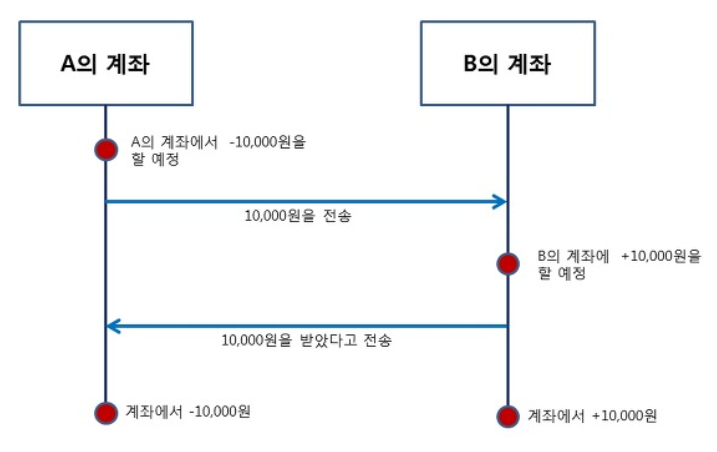 A의 계좌
B의 계좌
A의 계좌에서 -10,000원을
할 예정
10,000원을 전송
B의 계좌에 +10,000원을
할 예정
10,000원을 받았다고 전송
계좌에서 -10,000원
계좌에서 +10,000원